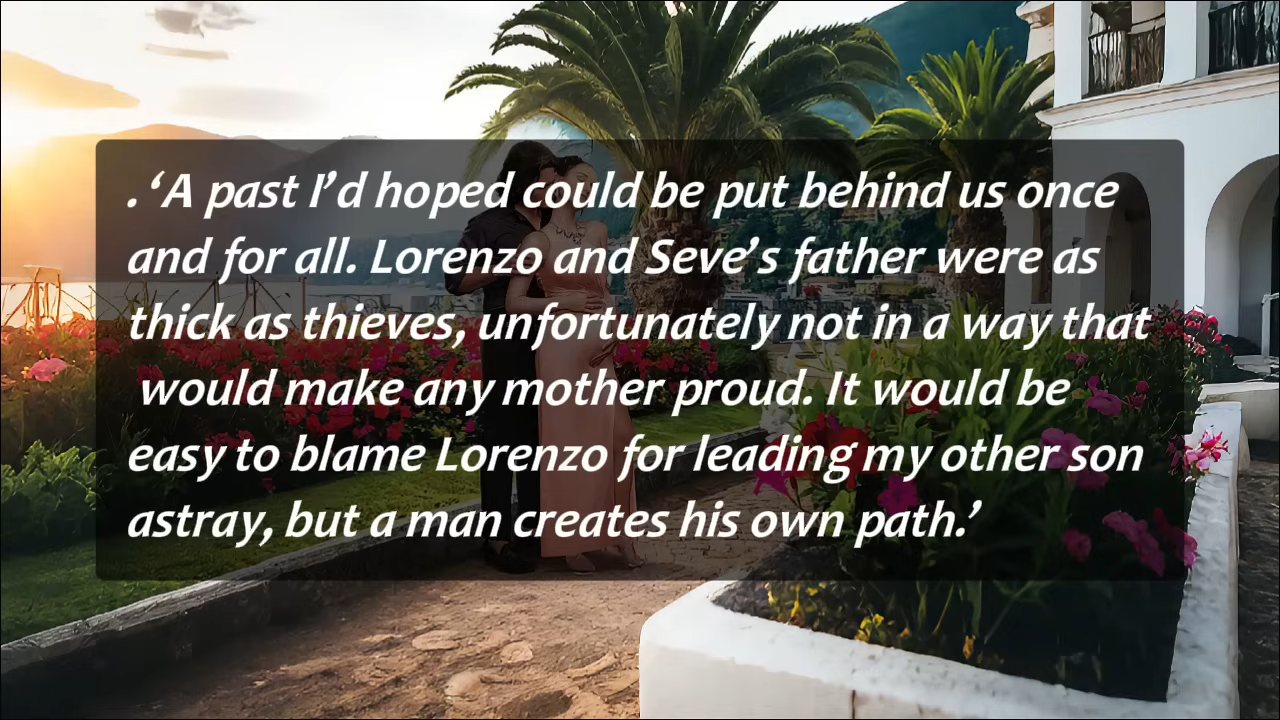 . ‘A past I’d hoped could be put behind us once
and for all. Lorenzo and Seve’s father were as
thick as thieves, unfortunately not in a way that
would make any mother proud. It would be
easy to blame Lorenzo for leading my other son
astray, but a man creates his own path.’